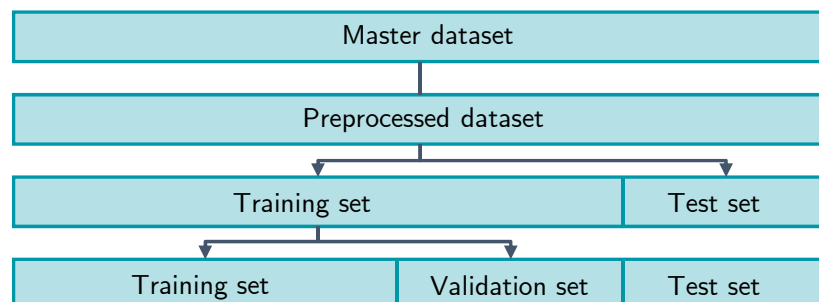 Master dataset
Preprocessed dataset
Training set Test set
Training set Validation set Test set